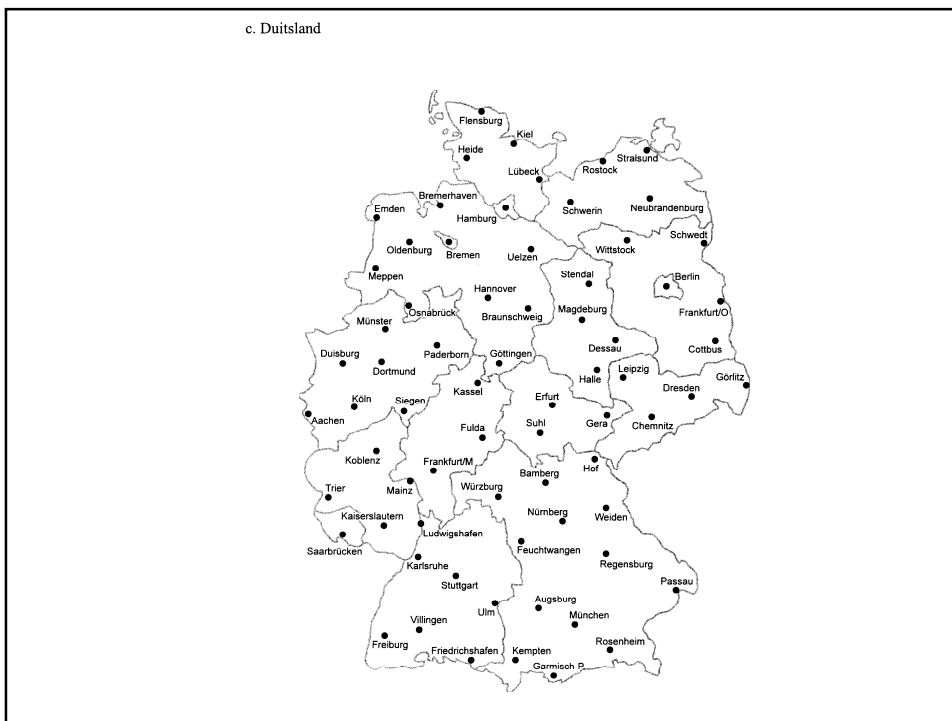 c. Duitsland
Flensburg
Kiel
Heide
Stralsund
Rostock
Lübeck
Bremerhaven
Emden
Hamburg
Schwerin
Neubrandenburg
Schwedt
Oldenburg
Bremen
Wittstock
Uelzen
Meppen
Stendal
Berlin
Hannover
Osnabrück
Braunschweig
Magdeburg
Frankfurt/O
Münster
Duisburg
Paderborn
Dessau
Cottbus
Göttingen
Dortmund
Leipzig
Halle
Görlitz
Kassel
Dresden
Köln
Siegen
Erfurt
Aachen
Fulda
Suhl
Gera
Chemnitz
Koblenz
Frankfurt/M
Hof
Bamberg
Trier
Mainz
Würzburg
Kaiserslautern
Nürnberg
Weiden
Ludwigshafen
Saarbrücken
Feuchtwangen
Karlsruhe
Regensburg
Stuttgart
Passau
Ulm
Augsburg
Villingen
München
Freiburg
Rosenheim
Friedrichshafen
Kempten
Garmisch P.